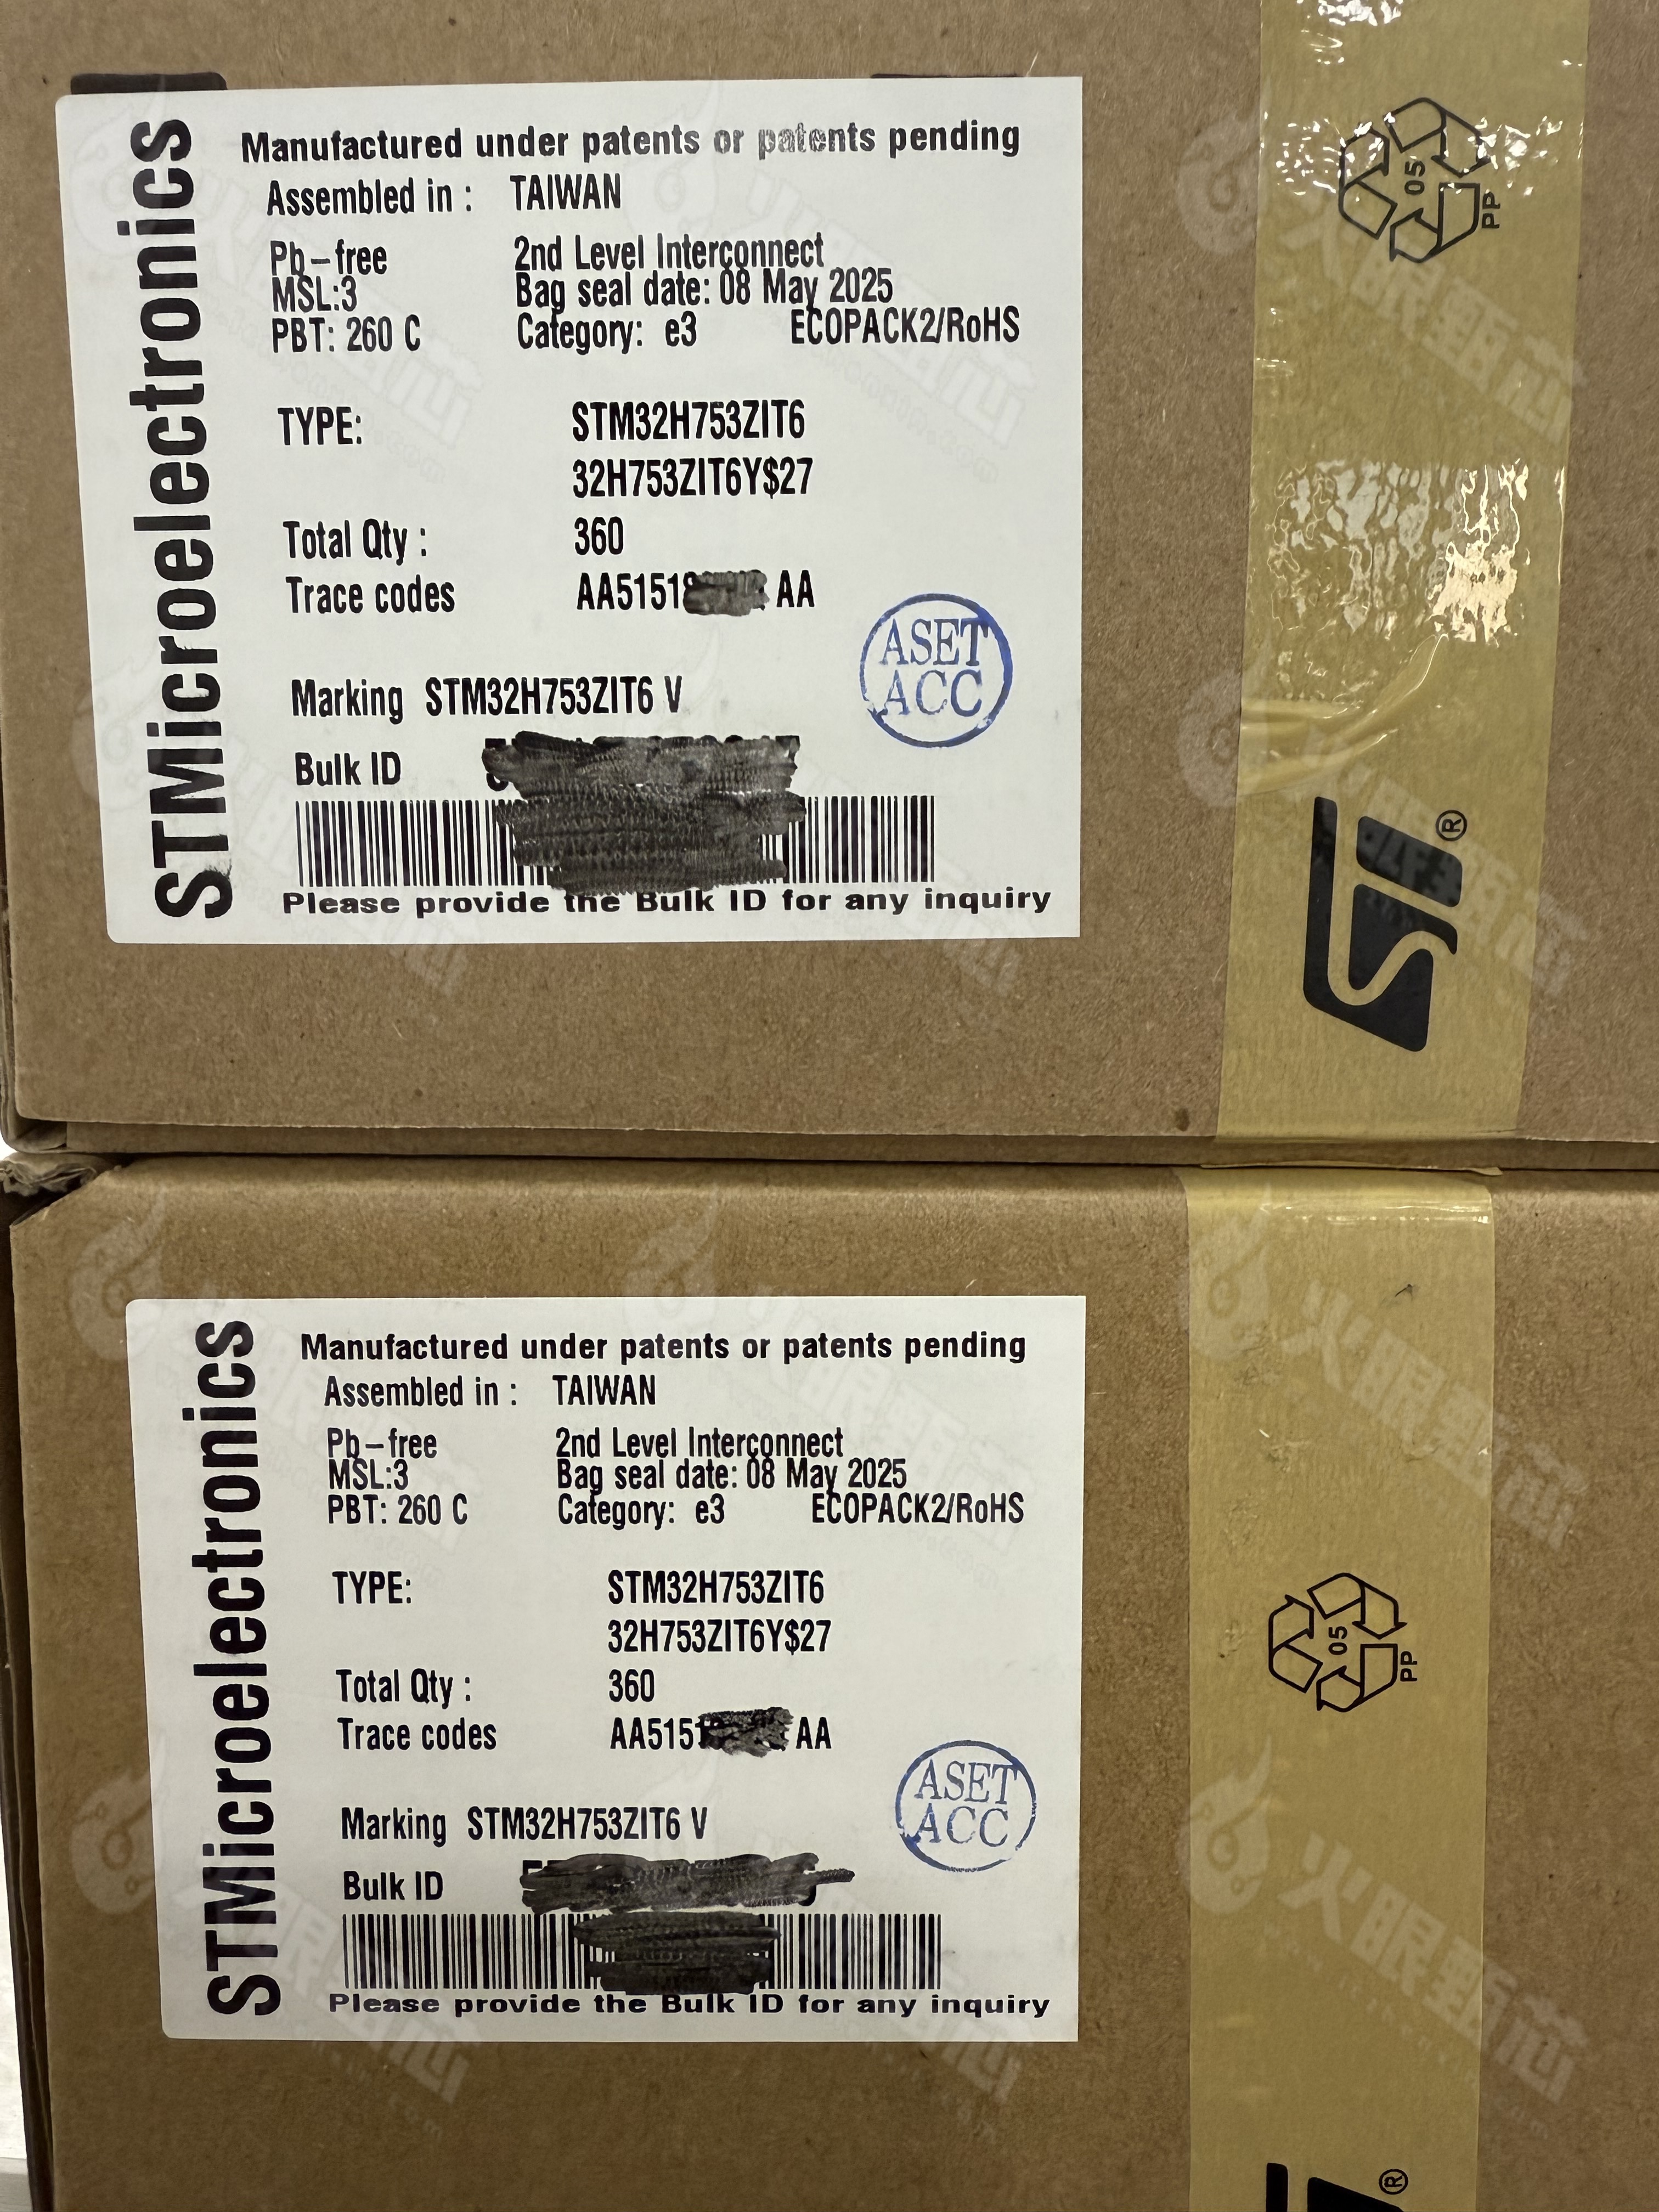 STMicroelectronics
Manufactured under patents or patents pending
Assembled in : TAIWAN
Pb-free 2nd Level Interconnect
MSL:3 Bag seal date: 08 May 2025
PBT: 260 C Category: e3 ECOPACK2/RoHS
TYPE: STM32H753ZIT6
32H753ZIT6Y$27
Total Qty : 360
Trace codes AA5151 AA
ASET
ACC
Marking STM32H753ZIT6 V
Bulk ID
Please provide the Bulk ID for any inquiry
05
PP
ST®
STMicroelectronics
Manufactured under patents or patents pending
Assembled in : TAIWAN
Pb-free 2nd Level Interconnect
MSL:3 Bag seal date: 08 May 2025
PBT: 260 C Category: e3 ECOPACK2/RoHS
TYPE: STM32H753ZIT6
32H753ZIT6Y$27
Total Qty : 360
Trace codes AA515 AA
ASET
ACC
Marking STM32H753ZIT6 V
Bulk ID
Please provide the Bulk ID for any inquiry
05
PP
®
火眼甄芯